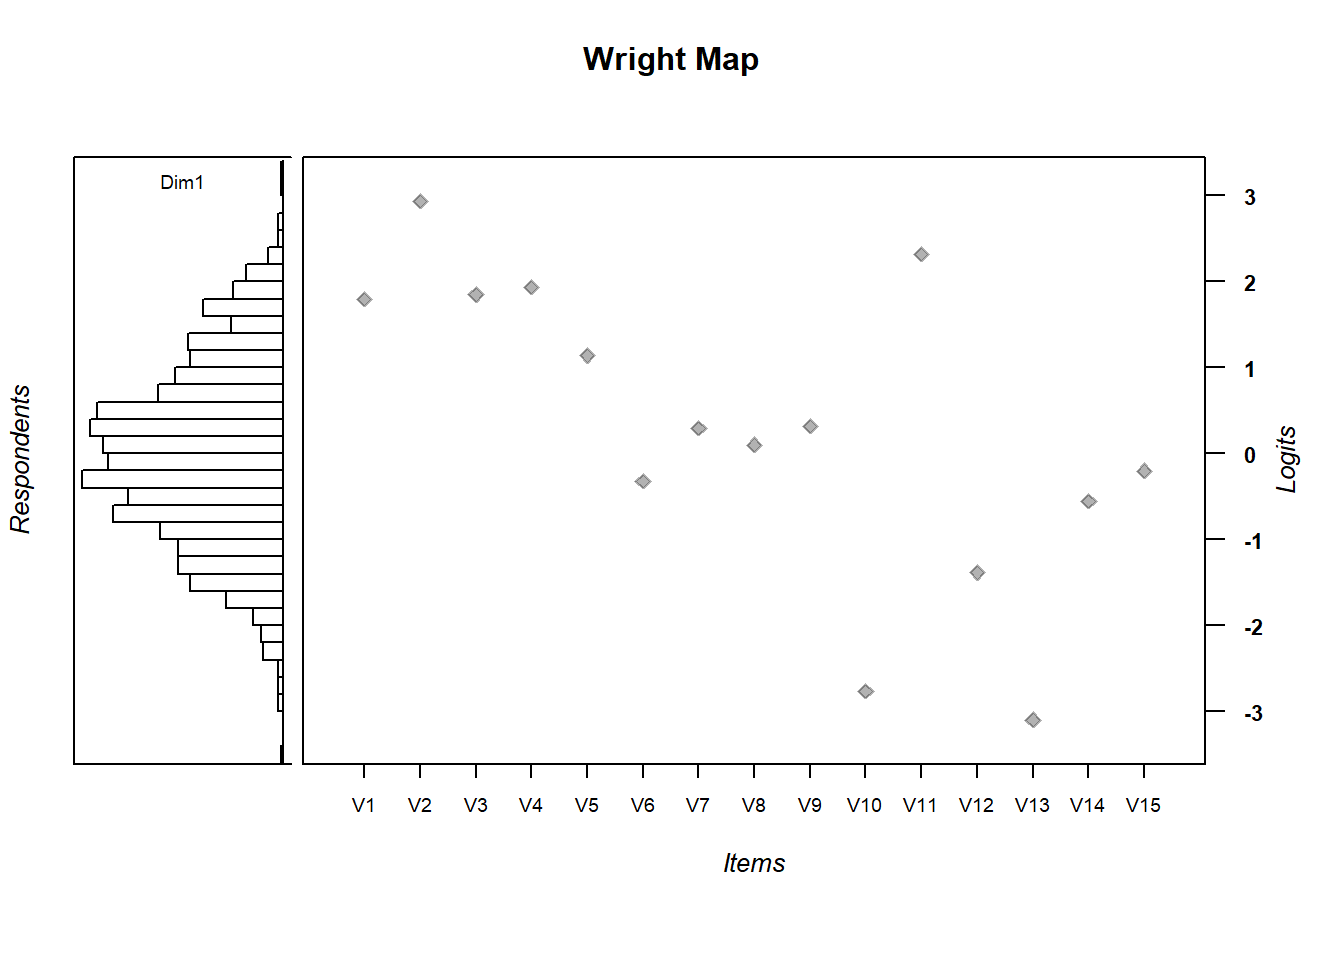 Wright Map
Dim1
Respondents
3
2
1
0
-1
-2
-3
Logits
V1 V2 V3 V4 V5 V6 V7 V8 V9 V10 V11 V12 V13 V14 V15
Items